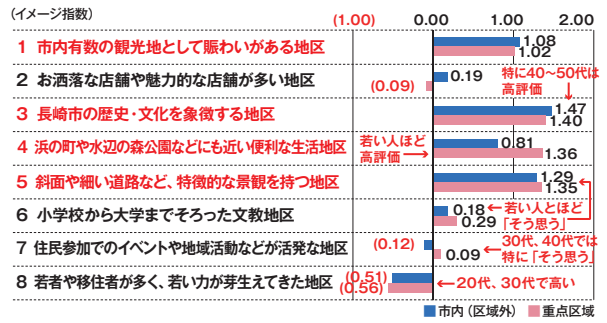 （イメージ指数）
(1.00) 0.00 1.00 2.00
1 市内有数の観光地として賑わいがある地区
1.08
1.02
2 お洒落な店舗や魅力的な店舗が多い地区
0.19
(0.09)
特に40〜50代は
高評価
3 長崎市の歴史・文化を象徴する地区
1.47
1.40
4 浜の町や水辺の森公園などにも近い便利な生活地区
若い人ほど
高評価
0.81
1.36
5 斜面や細い道路など、特徴的な景観を持つ地区
1.29
1.35
6 小学校から大学までそろった文教地区
0.18
0.29
若い人とほど
「そう思う」
7 住民参加でのイベントや地域活動などが活発な地区
(0.12)
0.09
30代、40代では
特に「そう思う」
8 若者や移住者が多く、若い力が芽生えてきた地区
(0.51)
(0.56)
20代、30代で高い
市内（区域外） 重点区域